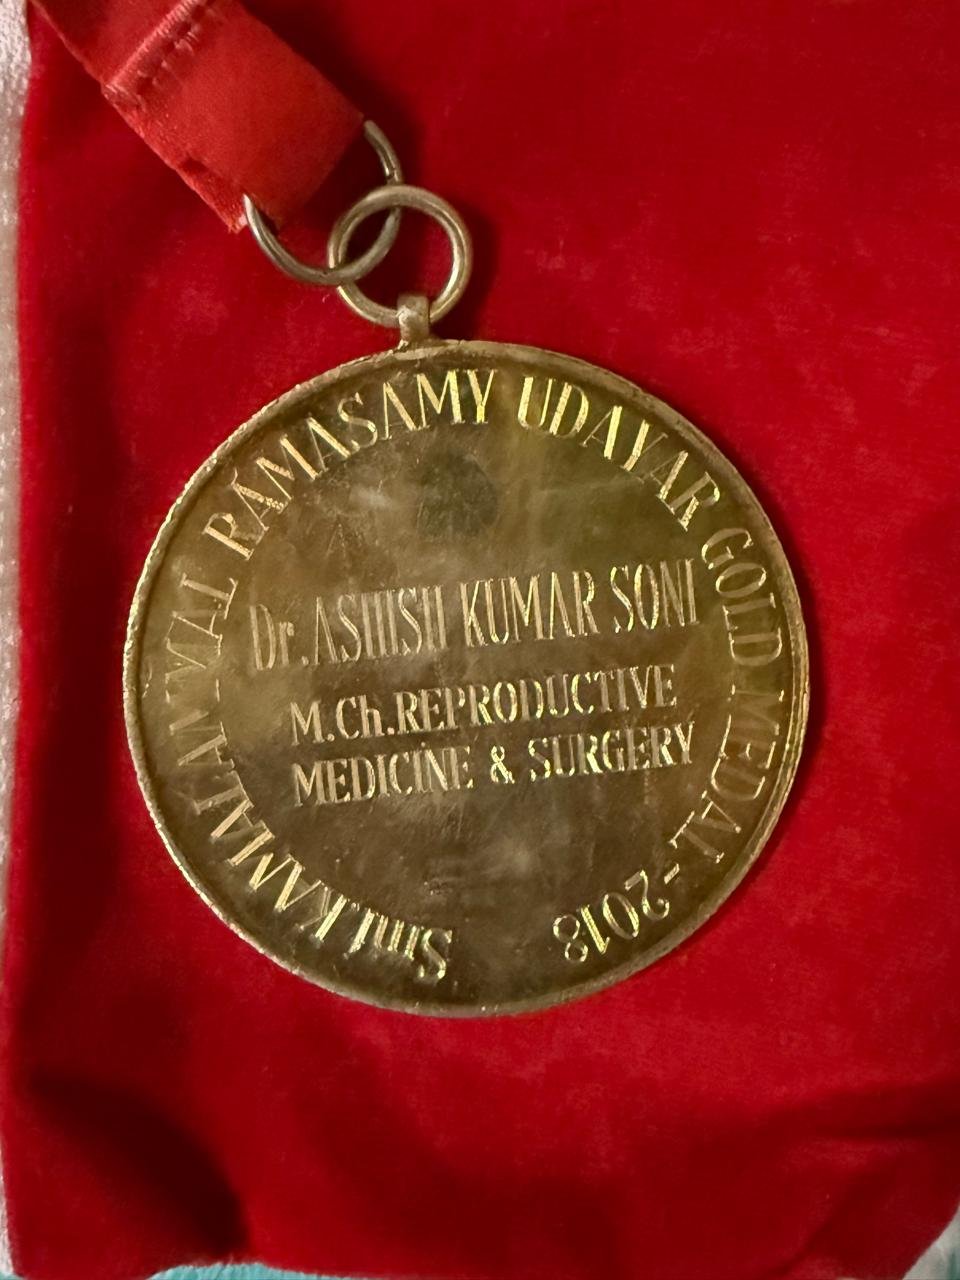 Smt.KAMALAMMAL RAMASAMY UDAYAR GOLD MEDAL-2018
Dr.ASHISH KUMAR SONI
M.Ch.REPRODUCTIVE
MEDICINE & SURGERY